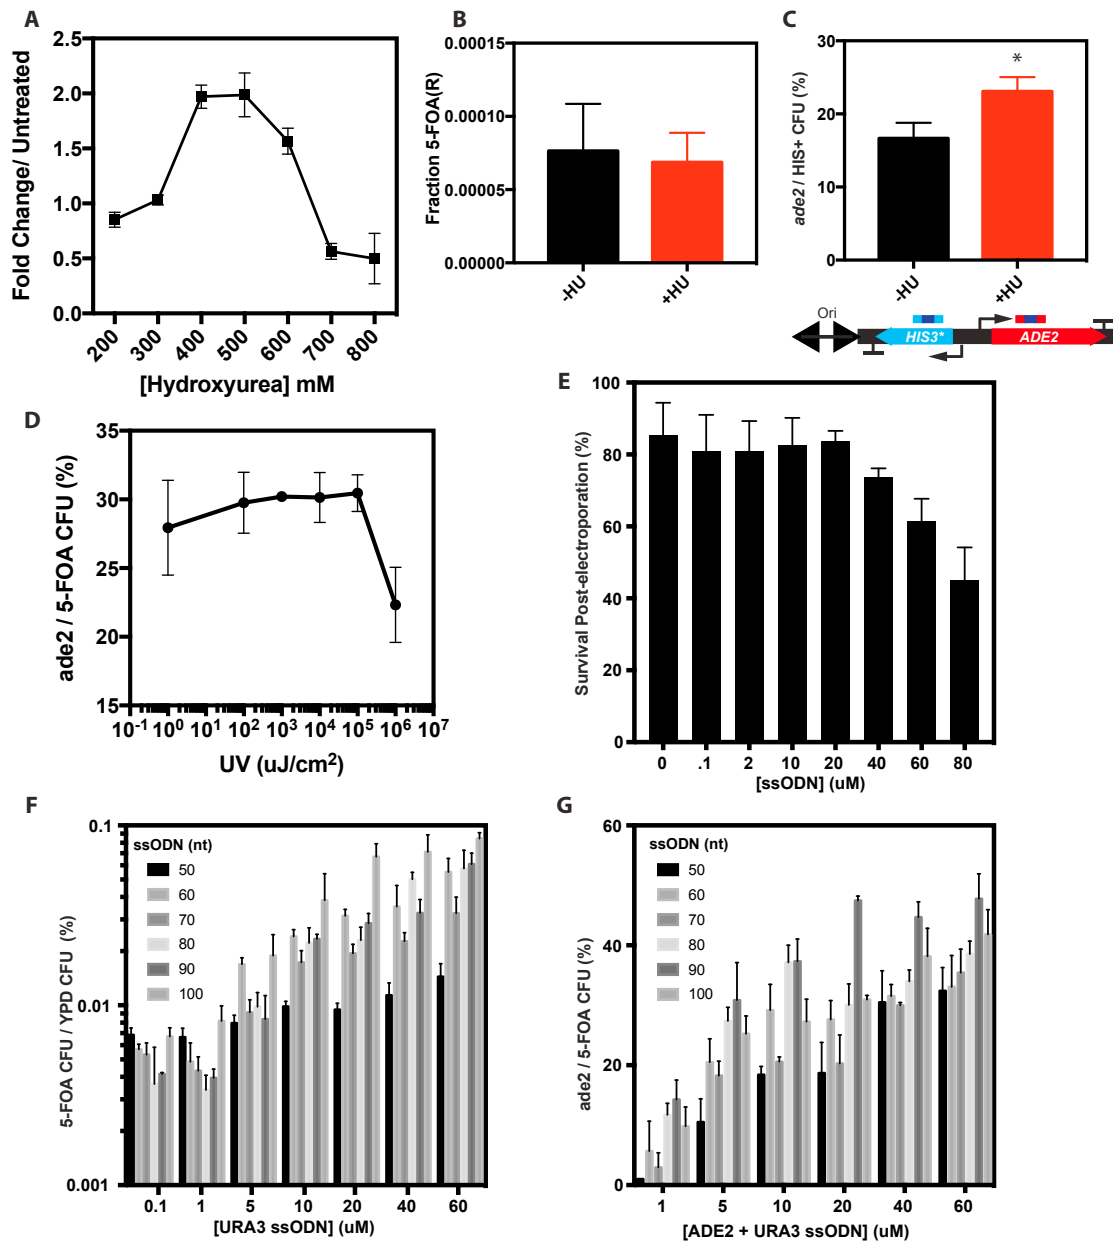 A
Fold Change/ Untreated
2.5
2.0
1.5
1.0
0.5
0.0
200
300
400
500
600
700
800
[Hydroxyurea] mM
B
Fraction 5-FOA(R)
0.00015
0.00010
0.00005
0.00000
-HU
+HU
C
ade2 / HIS+ CFU (%)
30
20
10
0
*
-HU
+HU
Ori
HIS3*
ADE2
D
ade2 / 5-FOA CFU (%)
35
30
25
20
15
10-1
100
101
102
103
104
105
106
107
UV (uJ/cm2)
E
Survival Post-electroporation (%)
100
80
60
40
20
0
0
.1
2
10
20
40
60
80
[ssODN] (uM)
F
5-FOA CFU / YPD CFU (%)
0.1
0.01
0.001
ssODN (nt)
50
60
70
80
90
100
0.1
1
5
10
20
40
60
[URA3 ssODN] (uM)
G
ade2 / 5-FOA CFU (%)
60
40
20
0
ssODN (nt)
50
60
70
80
90
100
1
5
10
20
40
60
[ADE2 + URA3 ssODN] (uM)